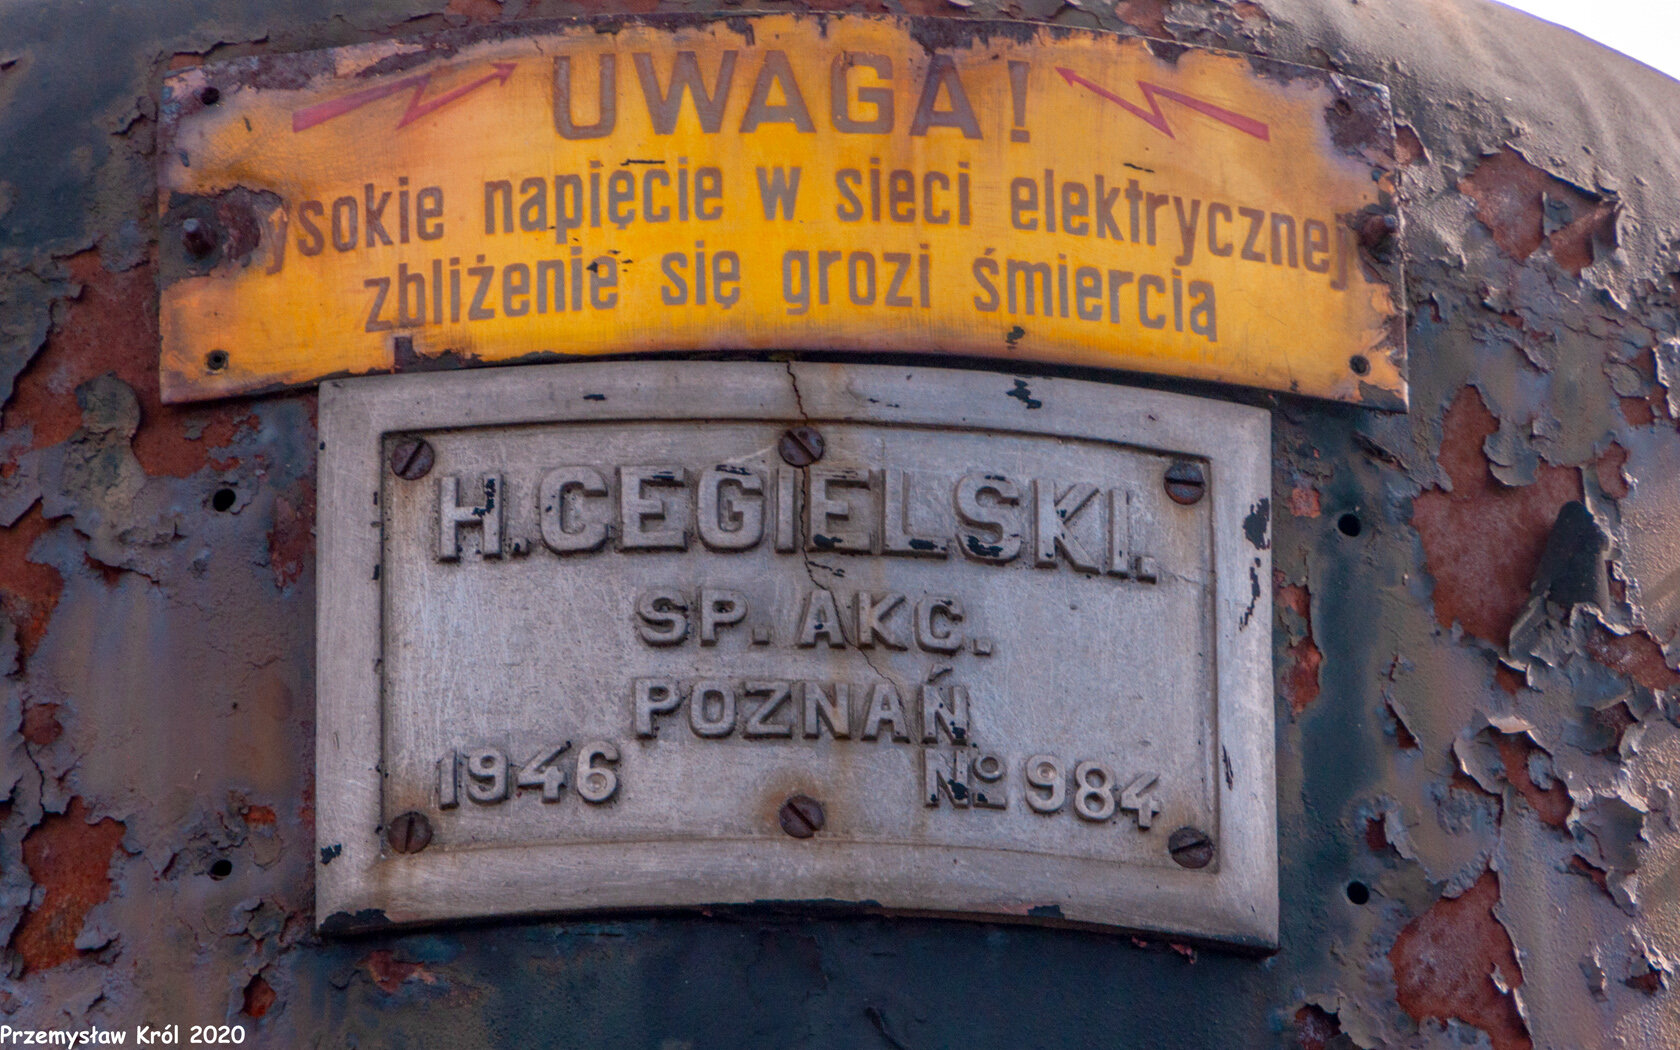 UWAGA!
ysokie napięcie w sieci elektrycznej
zbliżenie się grozi śmiercią
H. CEGIELSKI.
SP. AKC.
POZNAŃ
1946 No 984
Przemysław Król 2020